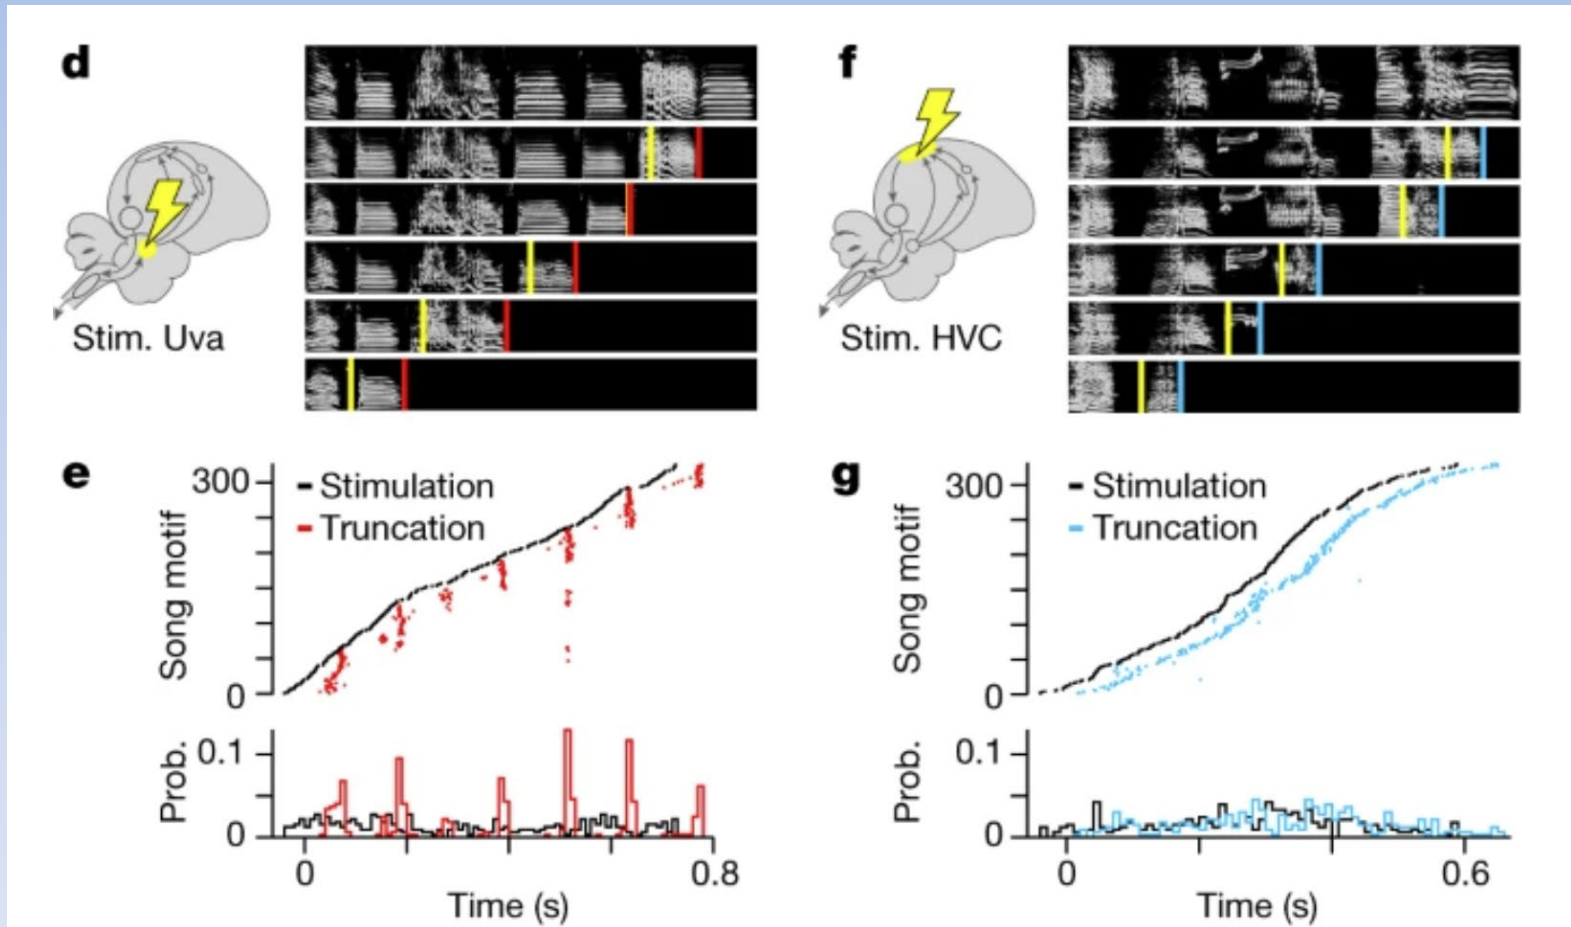 d
Stim. Uva
f
Stim. HVC
e
300
Song motif
0
Stimulation
Truncation
0.1
Prob.
0
0
0.8
Time (s)
g
300
Song motif
0
Stimulation
Truncation
0.1
Prob.
0
0
0.6
Time (s)